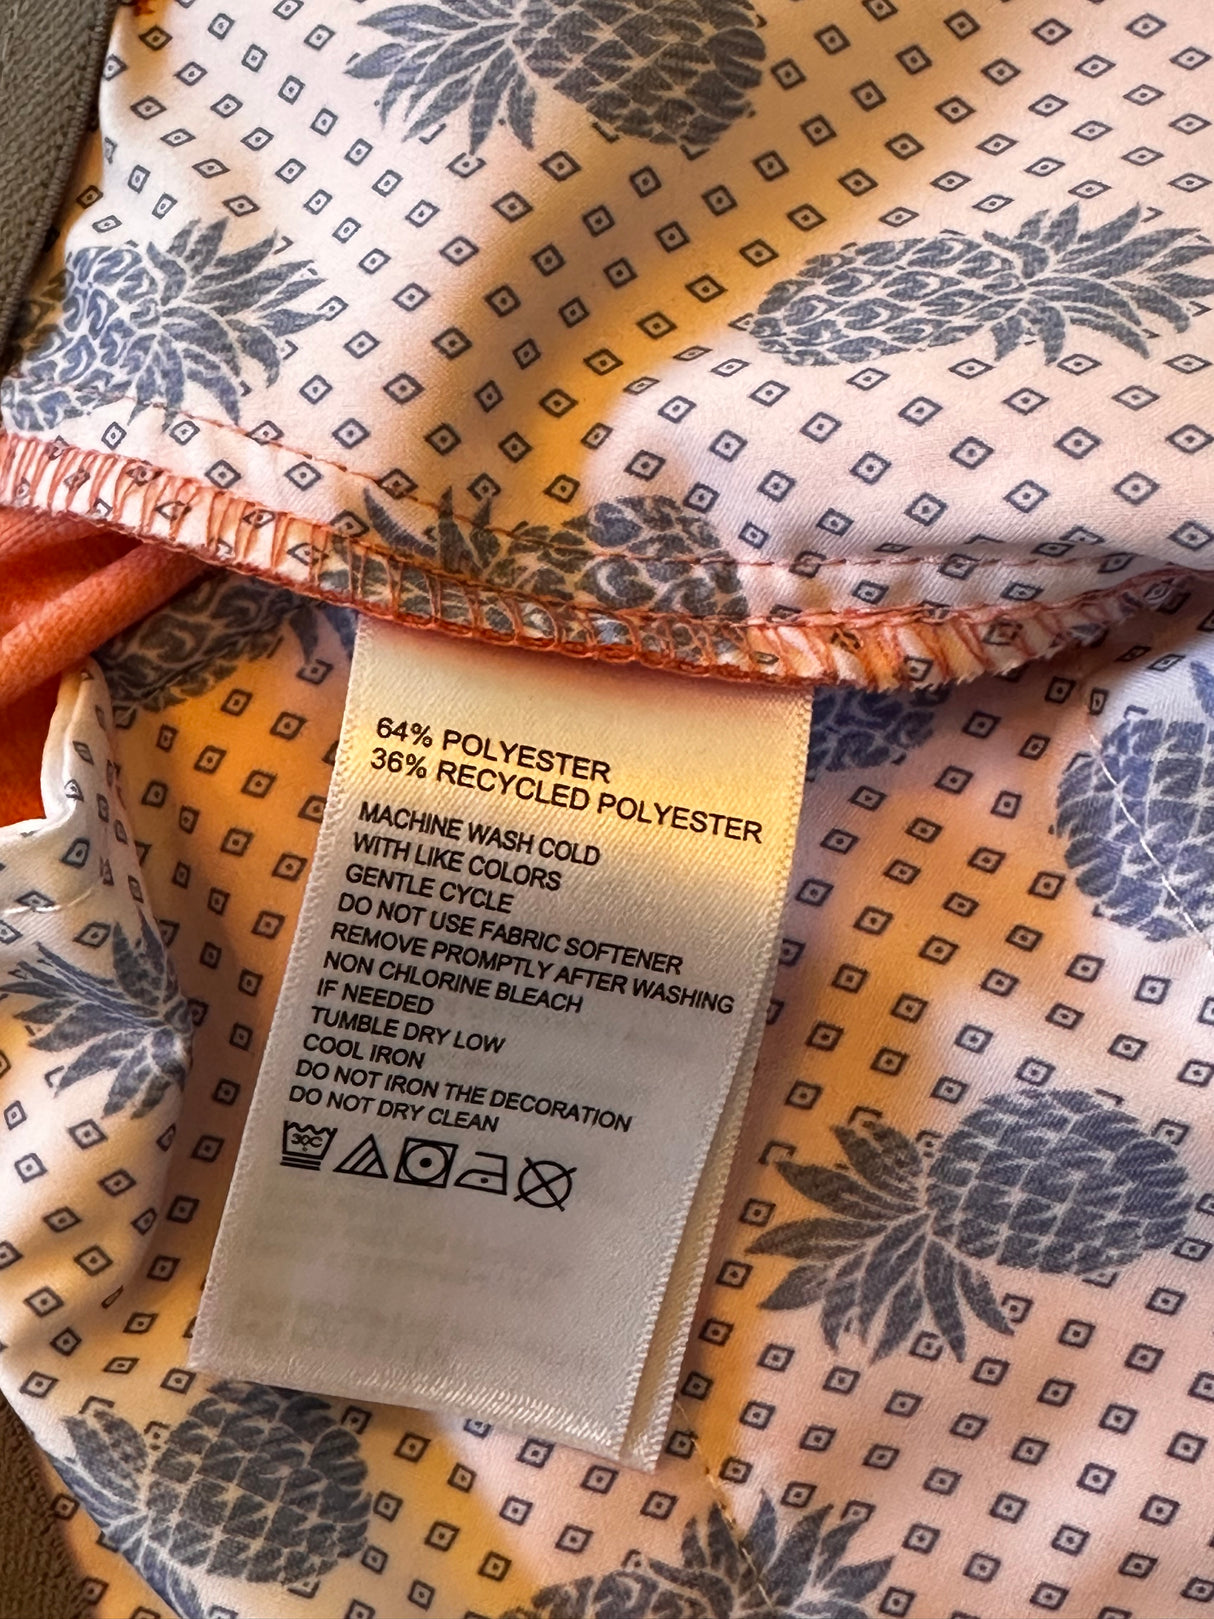 64% POLYESTER
36% RECYCLED POLYESTER
MACHINE WASH COLD
WITH LIKE COLORS
GENTLE CYCLE
DO NOT USE FABRIC SOFTENER
REMOVE PROMPTLY AFTER WASHING
NON CHLORINE BLEACH
IF NEEDED
TUMBLE DRY LOW
COOL IRON
DO NOT IRON THE DECORATION
DO NOT DRY CLEAN
30C